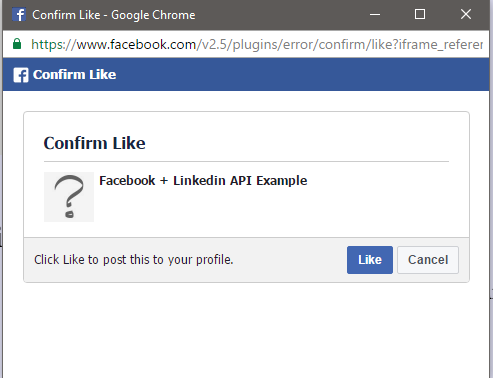 Confirm Like - Google Chrome
https://www.facebook.com/v2.5/plugins/error/confirm/like?iframe_referer
Confirm Like
Confirm Like
?
Facebook + Linkedin API Example
Click Like to post this to your profile.
Like
Cancel